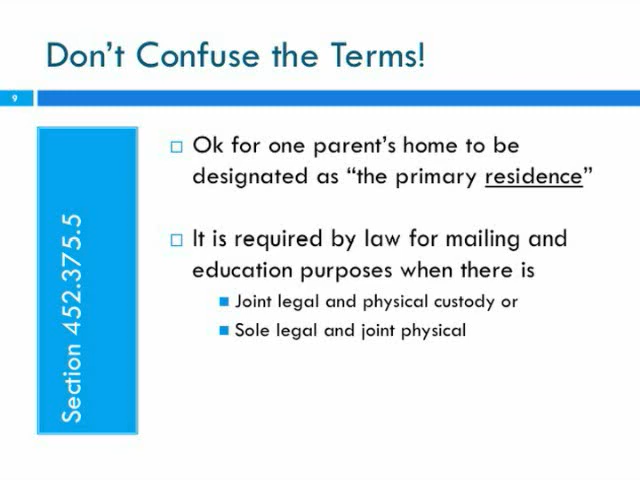 Don't Confuse the Terms!
9
Section 452.375.5
Ok for one parent's home to be
designated as “the primary residence”
It is required by law for mailing and
education purposes when there is
Joint legal and physical custody or
Sole legal and joint physical